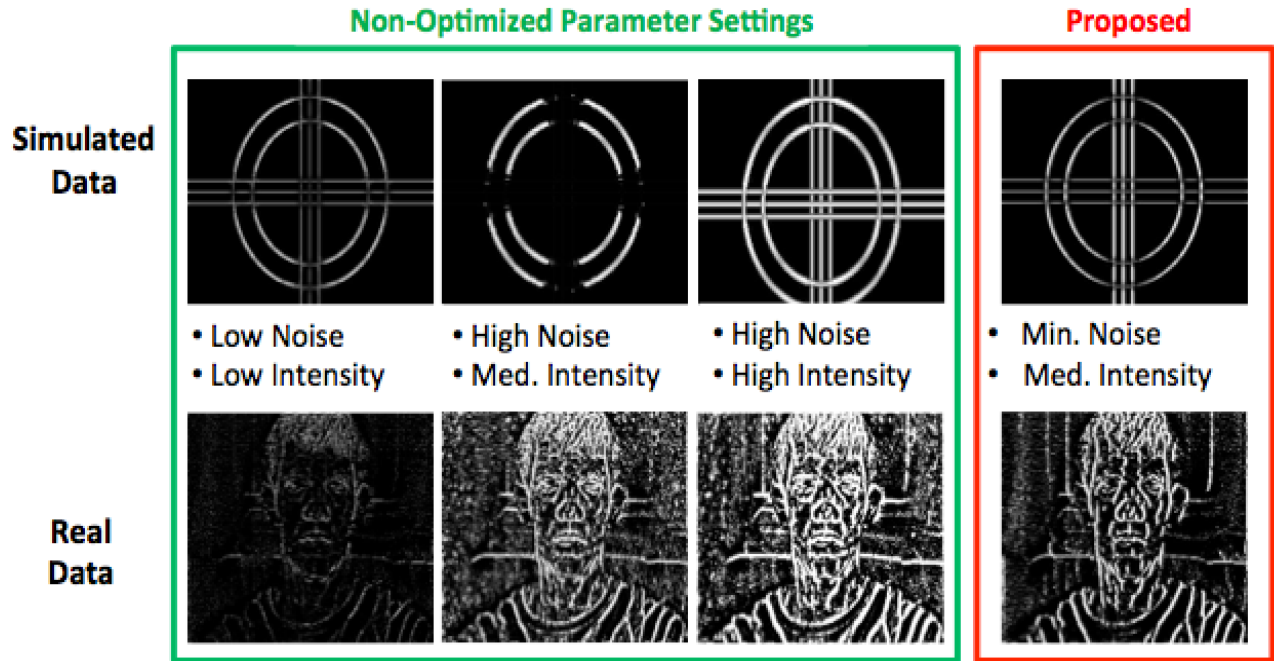 Non-Optimized Parameter Settings
Proposed
Simulated
Data
• Low Noise
• Low Intensity
• High Noise
• Med. Intensity
• High Noise
• High Intensity
• Min. Noise
• Med. Intensity
Real
Data